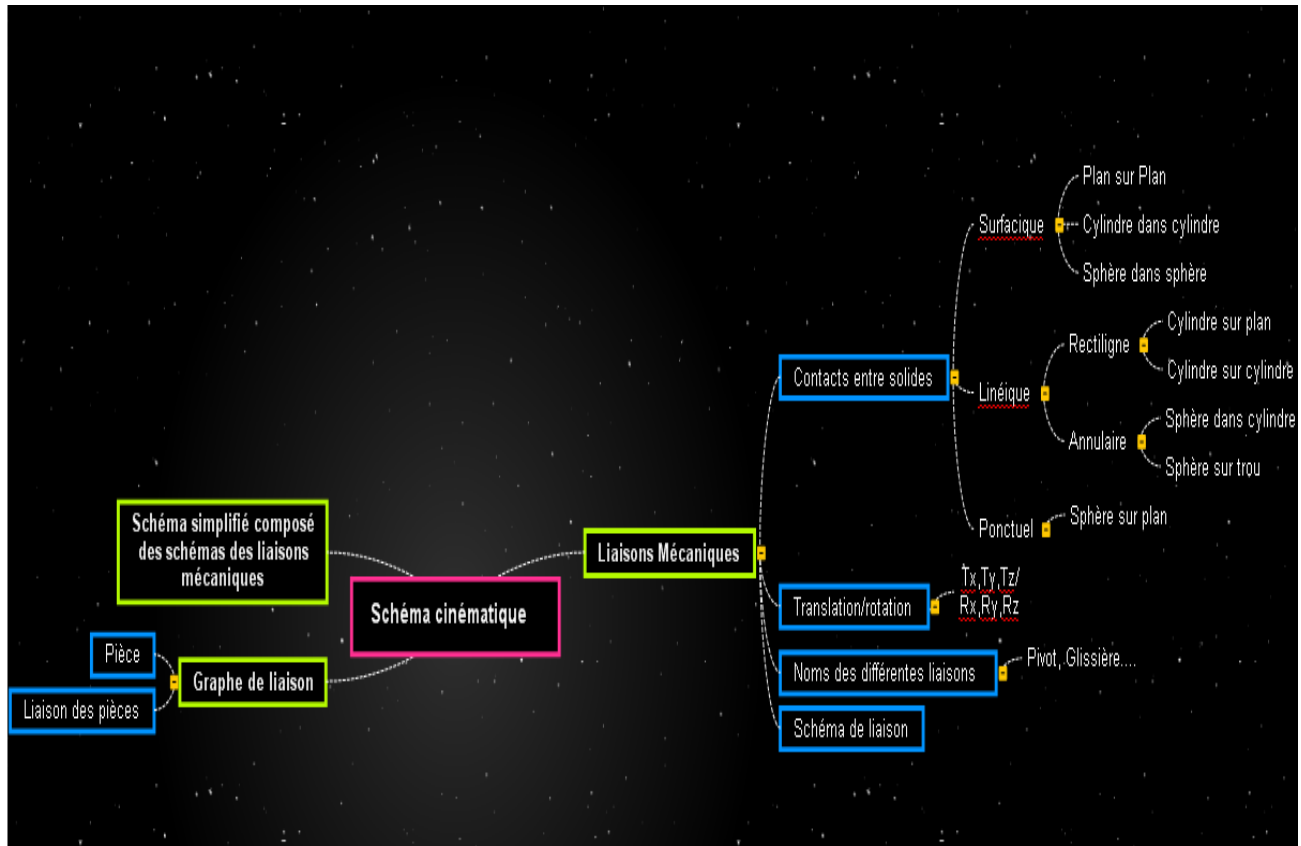 Schéma cinématique
Schéma simplifié composé
des schémas des liaisons
mécaniques
Graphe de liaison
Pièce
Liaison des pièces
Liaisons Mécaniques
Contacts entre solides
Surfacique
Plan sur Plan
Cylindre dans cylindre
Sphère dans sphère
Linéique
Rectiligne
Cylindre sur plan
Cylindre sur cylindre
Annulaire
Sphère dans cylindre
Sphère sur trou
Ponctuel
Sphère sur plan
Translation/rotation
Tx,Ty,Tz/
Rx,Ry,Rz
Noms des différentes liaisons
Pivot, Glissière....
Schéma de liaison